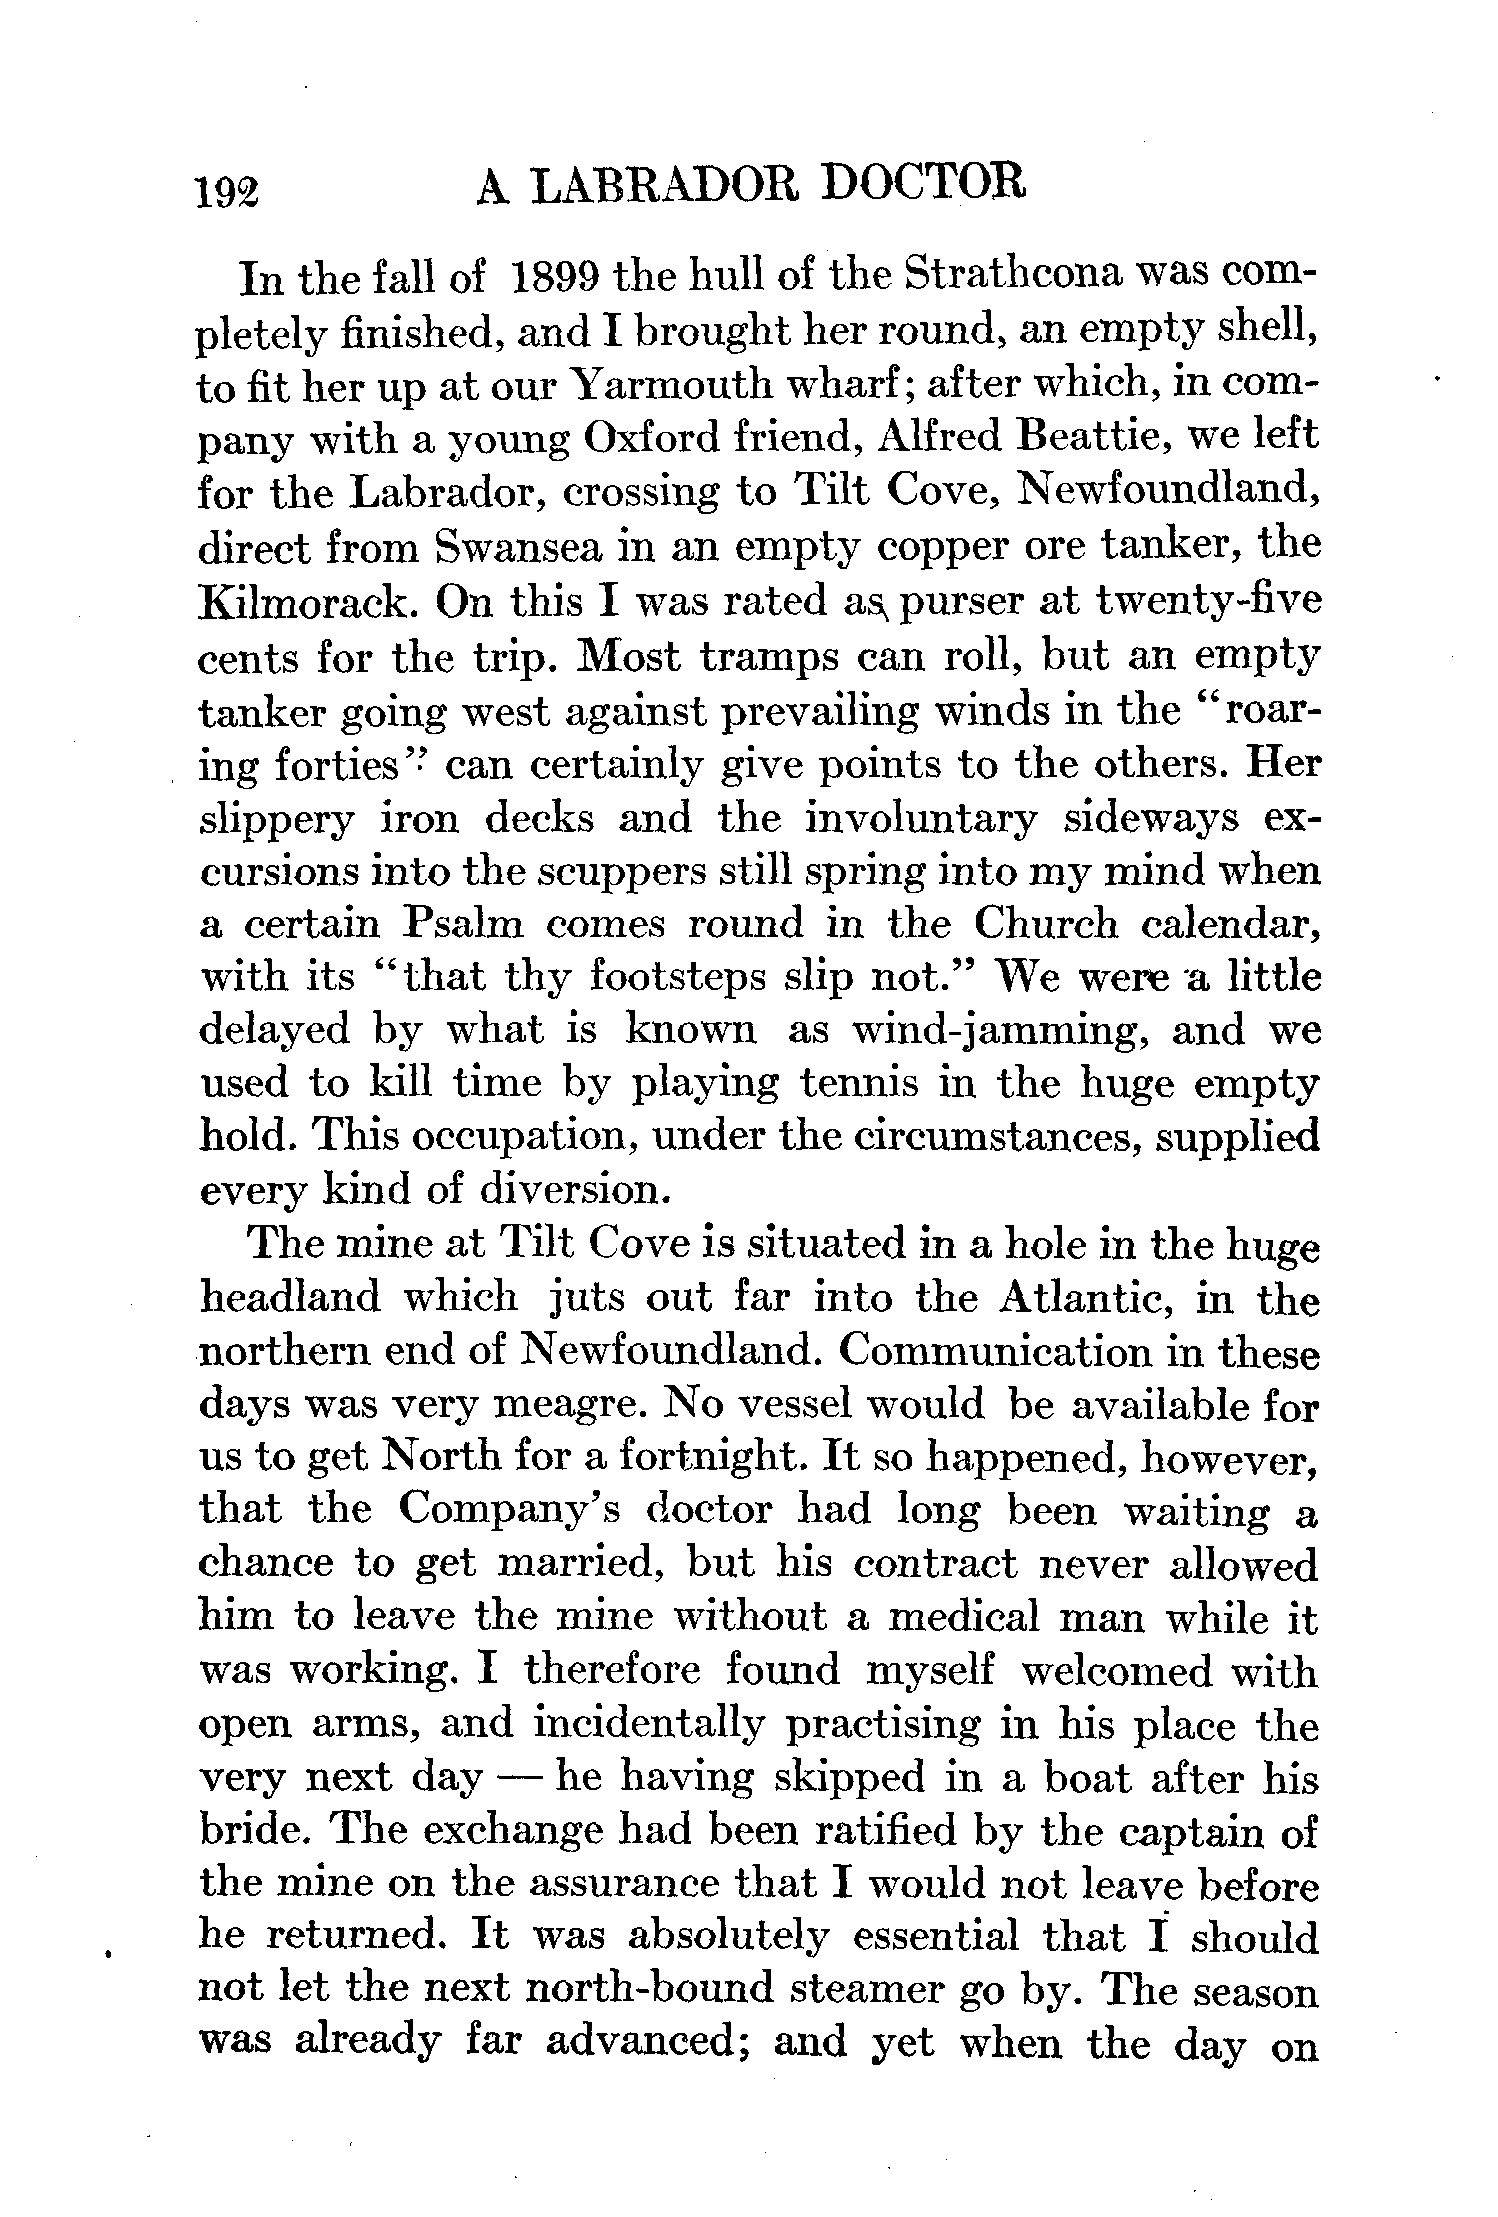 192 A LABRADOR DOCTOR
In the fall of 1899 the hull of the Strathcona was com-
pletely finished, and I brought her round, an empty shell,
to fit her up at our Yarmouth wharf; after which, in com-
pany with a young Oxford friend, Alfred Beattie, we left
for the Labrador, crossing to Tilt Cove, Newfoundland,
direct from Swansea in an empty copper ore tanker, the
Kilmorack. On this I was rated as purser at twenty-five
cents for the trip. Most tramps can roll, but an empty
tanker going west against prevailing winds in the “roar-
ing forties” can certainly give points to the others. Her
slippery iron decks and the involuntary sideways ex-
cursions into the scuppers still spring into my mind when
a certain Psalm comes round in the Church calendar,
with its “that thy footsteps slip not.” We were a little
delayed by what is known as wind-jamming, and we
used to kill time by playing tennis in the huge empty
hold. This occupation, under the circumstances, supplied
every kind of diversion.
The mine at Tilt Cove is situated in a hole in the huge
headland which juts out far into the Atlantic, in the
northern end of Newfoundland. Communication in these
days was very meagre. No vessel would be available for
us to get North for a fortnight. It so happened, however,
that the Company’s doctor had long been waiting a
chance to get married, but his contract never allowed
him to leave the mine without a medical man while it
was working. I therefore found myself welcomed with
open arms, and incidentally practising in his place the
very next day — he having skipped in a boat after his
bride. The exchange had been ratified by the captain of
the mine on the assurance that I would not leave before
he returned. It was absolutely essential that I should
not let the next north-bound steamer go by. The season
was already far advanced; and yet when the day on